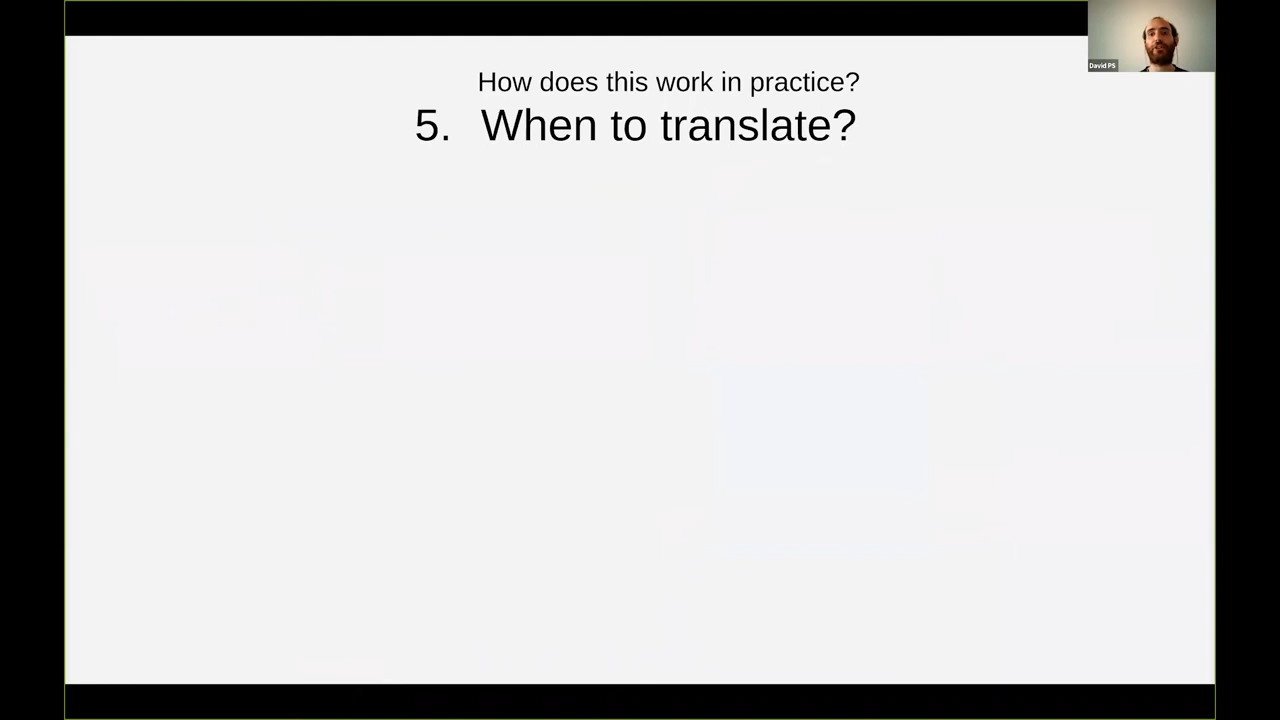 How does this work in practice?
5. When to translate?
David PS